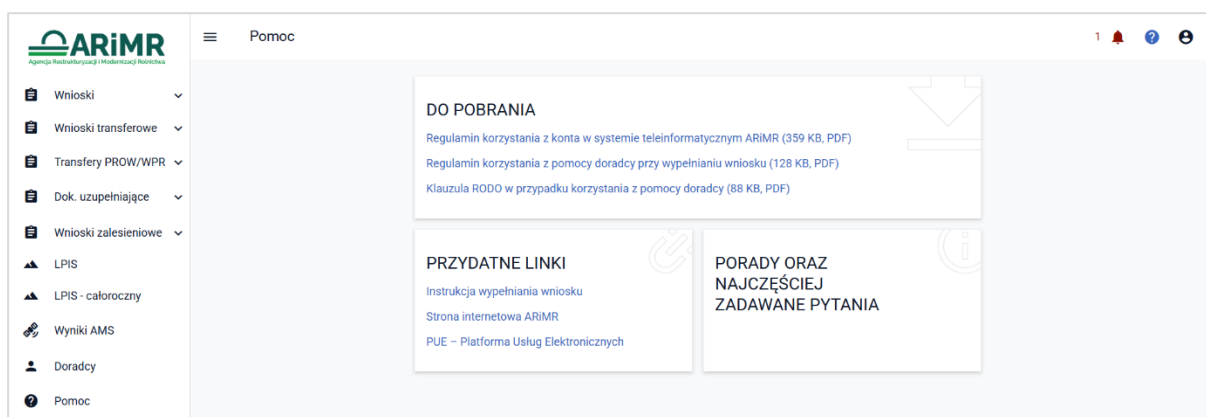 ARiMR
Agencja Restrukturyzacji i Modernizacji Rolnictwa
Wnioski
Wnioski transferowe
Transfery PROW/WPR
Dok. uzupełniające
Wnioski zalesieniowe
LPIS
LPIS - całoroczny
Wyniki AMS
Doradcy
Pomoc
Pomoc
1
DO POBRANIA
Regulamin korzystania z konta w systemie teleinformatycznym ARiMR (359 KB, PDF)
Regulamin korzystania z pomocy doradcy przy wypełnianiu wniosku (128 KB, PDF)
Klauzula RODO w przypadku korzystania z pomocy doradcy (88 KB, PDF)
PRZYDATNE LINKI
Instrukcja wypełniania wniosku
Strona internetowa ARiMR
PUE – Platforma Usług Elektronicznych
PORADY ORAZ
NAJCZĘŚCIEJ
ZADAWANE PYTANIA